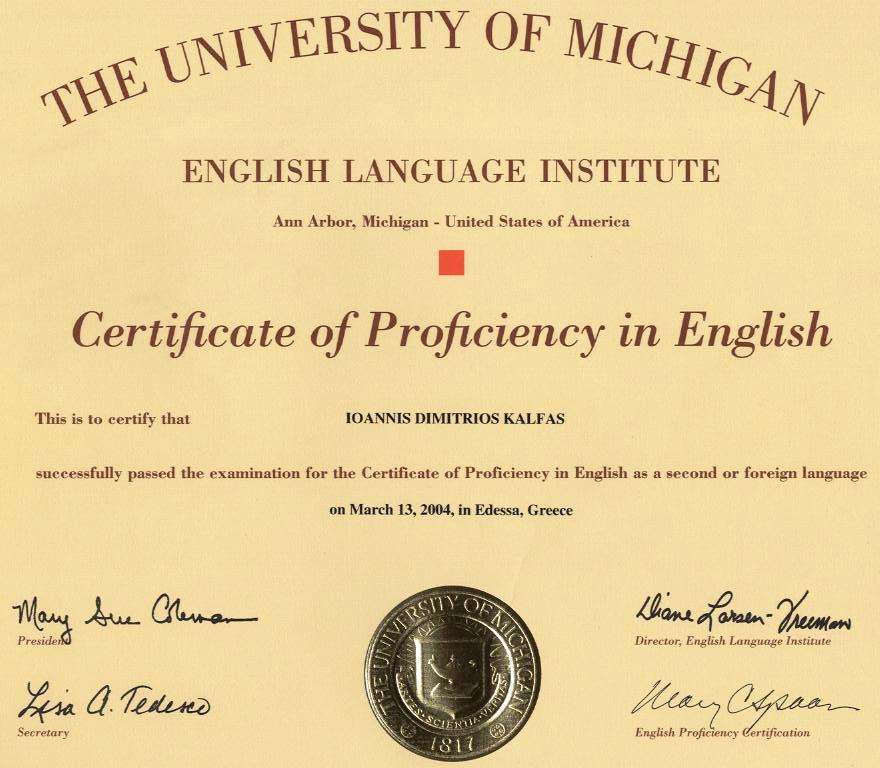 THE UNIVERSITY OF MICHIGAN
ENGLISH LANGUAGE INSTITUTE
Ann Arbor, Michigan - United States of America
Certificate of Proficiency in English
This is to certify that IOANNIS DIMITRIOS KALFAS
successfully passed the examination for the Certificate of Proficiency in English as a second or foreign language
on March 13, 2004, in Edessa, Greece
Mary Sue Coleman
President
Diane Larsen-Freeman
Director, English Language Institute
Lisa A. Tedesco
Secretary
Mary C Spaan
English Proficiency Certification
THE UNIVERSITY OF MICHIGAN
ARTES SCIENTIA VERITAS
1817